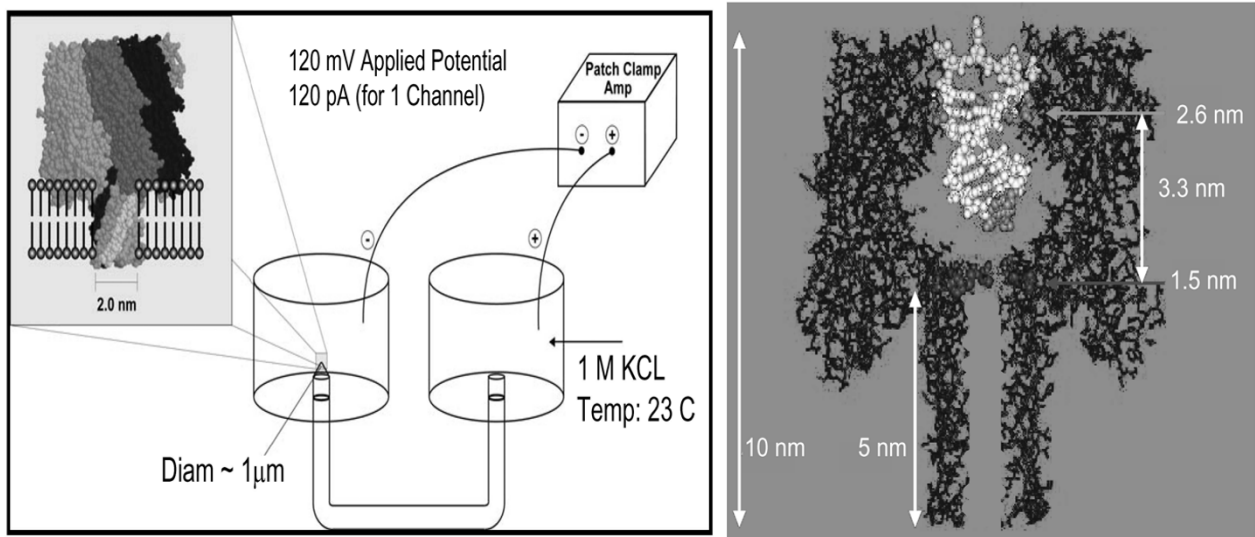 120 mV Applied Potential
120 pA (for 1 Channel)
Patch Clamp
Amp
-
+
-
+
2.0 nm
1 M KCL
Temp: 23 C
Diam ~ 1μm
2.6 nm
3.3 nm
1.5 nm
10 nm
5 nm